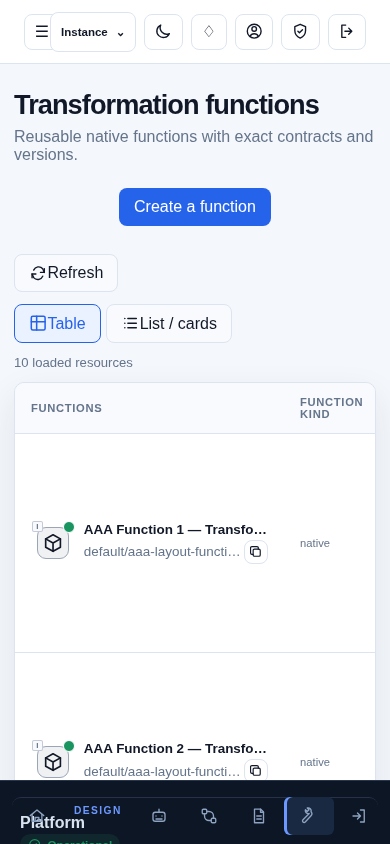 Instance
Transformation functions
Reusable native functions with exact contracts and
versions.
Create a function
Refresh
Table
List / cards
10 loaded resources
FUNCTIONS
FUNCTION
KIND
I
AAA Function 1 — Transfo…
default/aaa-layout-functi…
native
I
AAA Function 2 — Transfo…
default/aaa-layout-functi…
native
DESIGN
Platform
Operational